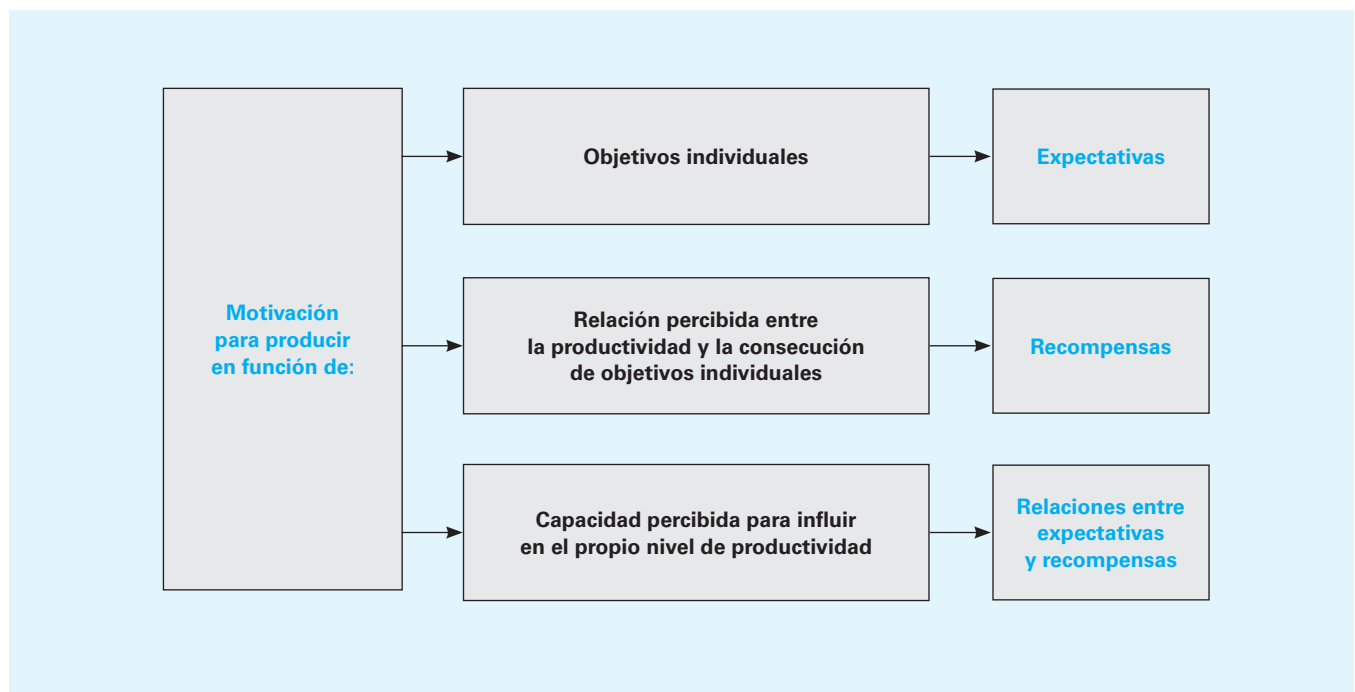 Motivación
para producir
en función de:
Objetivos individuales
Expectativas
Relación percibida entre
la productividad y la consecución
de objetivos individuales
Recompensas
Capacidad percibida para influir
en el propio nivel de productividad
Relaciones entre
expectativas
y recompensas